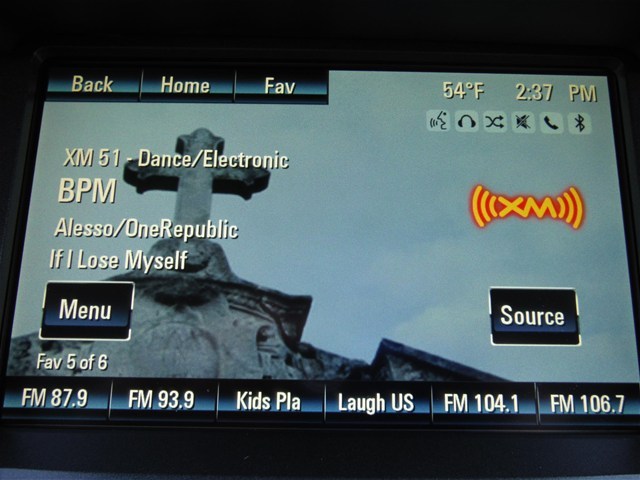 Back Home Fav
54°F 2:37 PM
XM 51 - Dance/Electronic
BPM
XM
Alesso/OneRepublic
If I Lose Myself
Menu
Source
Fav 5 of 6
FM 87.9 FM 93.9 Kids Pla Laugh US FM 104.1 FM 106.7